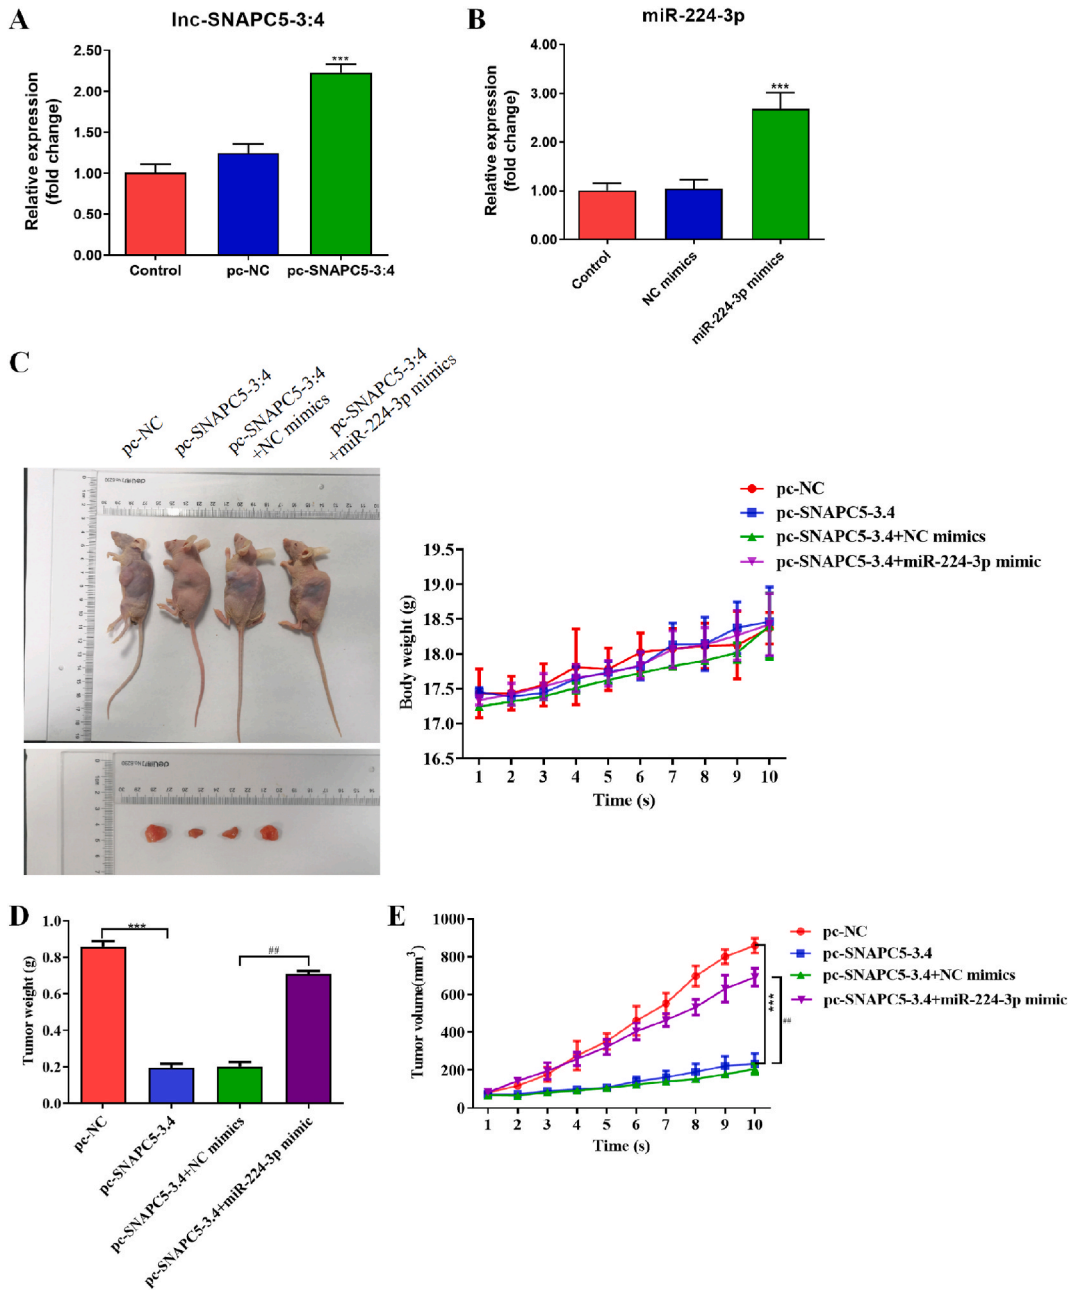 A
lnc-SNAPC5-3:4
Relative expression
(fold change)
2.50
2.00
1.50
1.00
0.50
0.00
***
Control
pc-NC
pc-SNAPC5-3:4
B
miR-224-3p
Relative expression
(fold change)
4.00
3.00
2.00
1.00
0.00
***
Control
NC mimics
miR-224-3p mimics
C
pc-NC
pc-SNAPC5-3:4
pc-SNAPC5-3:4
+NC mimics
pc-SNAPC5-3:4
+miR-224-3p mimics
pc-NC
pc-SNAPC5-3.4
pc-SNAPC5-3.4+NC mimics
pc-SNAPC5-3.4+miR-224-3p mimic
Body weight (g)
19.5
19.0
18.5
18.0
17.5
17.0
16.5
1 2 3 4 5 6 7 8 9 10
Time (s)
D
Tumor weight (g)
1.0
0.8
0.6
0.4
0.2
0.0
***
##
pc-NC
pc-SNAPC5-3.4
pc-SNAPC5-3.4+NC mimics
pc-SNAPC5-3.4+miR-224-3p mimic
E
Tumor volume(mm3)
1000
800
600
400
200
0
1 2 3 4 5 6 7 8 9 10
Time (s)
pc-NC
pc-SNAPC5-3.4
pc-SNAPC5-3.4+NC mimics
pc-SNAPC5-3.4+miR-224-3p mimic
***
##